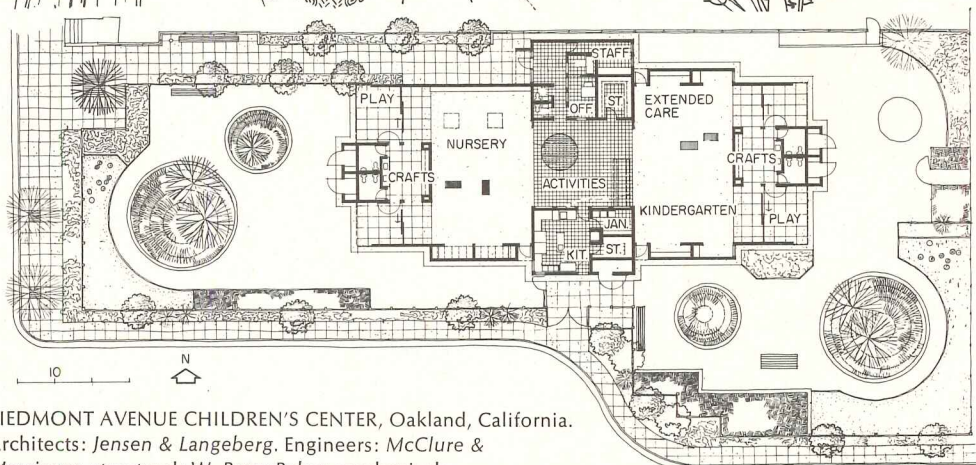 STAFF
OFF.
ST.
PLAY
EXTENDED
CARE
NURSERY
CRAFTS
CRAFTS
ACTIVITIES
KINDERGARTEN
JAN.
PLAY
KIT.
ST.
N
10
IEDMONT AVENUE CHILDREN'S CENTER, Oakland, California.
rchitects: Jensen & Langeberg. Engineers: McClure &